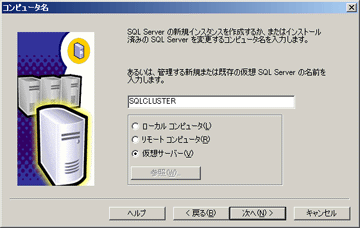 コンピュータ名
SQL Server の新規インスタンスを作成するか、またはインストール
済みの SQL Server を変更するコンピュータ名を入力します。
あるいは、管理する新規または既存の仮想 SQL Server の名前を
入力します。
SQLCLUSTER
ローカル コンピュータ(L)
リモート コンピュータ(R)
仮想サーバー(V)
参照(W)...
ヘルプ
< 戻る(B)
次へ(N) >
キャンセル